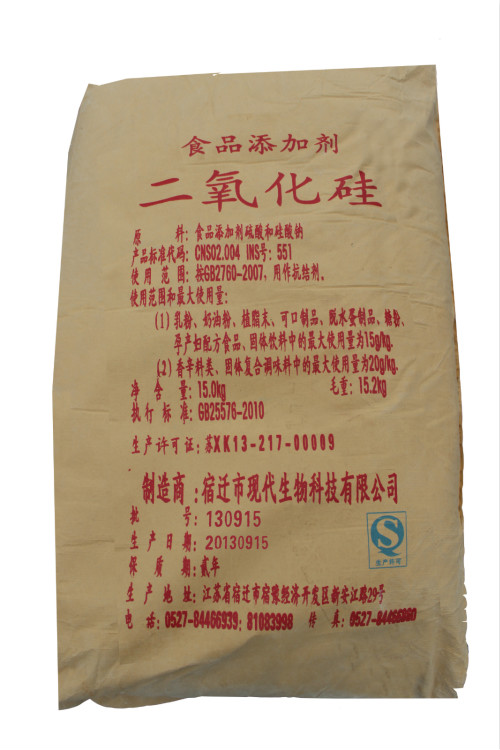 食品添加剂
二氧化硅
原 料：食品添加剂硫酸和硅酸钠
产品标准代码：CNS02.004 INS号：551
使 用 范 围：按GB2760-2007，用作抗结剂。
使用范围和最大使用量：
(1) 乳粉、奶油粉、植脂末、可可制品、脱水蛋制品、糖粉、
孕产妇配方食品、固体饮料中的最大使用量为15g/kg.
(2) 香辛料类、固体复合调味料中的最大使用量为20g/kg.
净 含 量：15.0kg 毛重：15.2kg
执 行 标 准：GB25576-2010
生 产 许 可 证：苏XK13-217-00009
制造商：宿迁市现代生物科技有限公司
批 号：130915
生 产 日 期：20130915
保 质 期：贰年
生 产 地 址：江苏省宿迁市宿豫经济开发区新安江路29号
电 话：0527-84466939；81083998 传 真：0527-84466960
生产许可